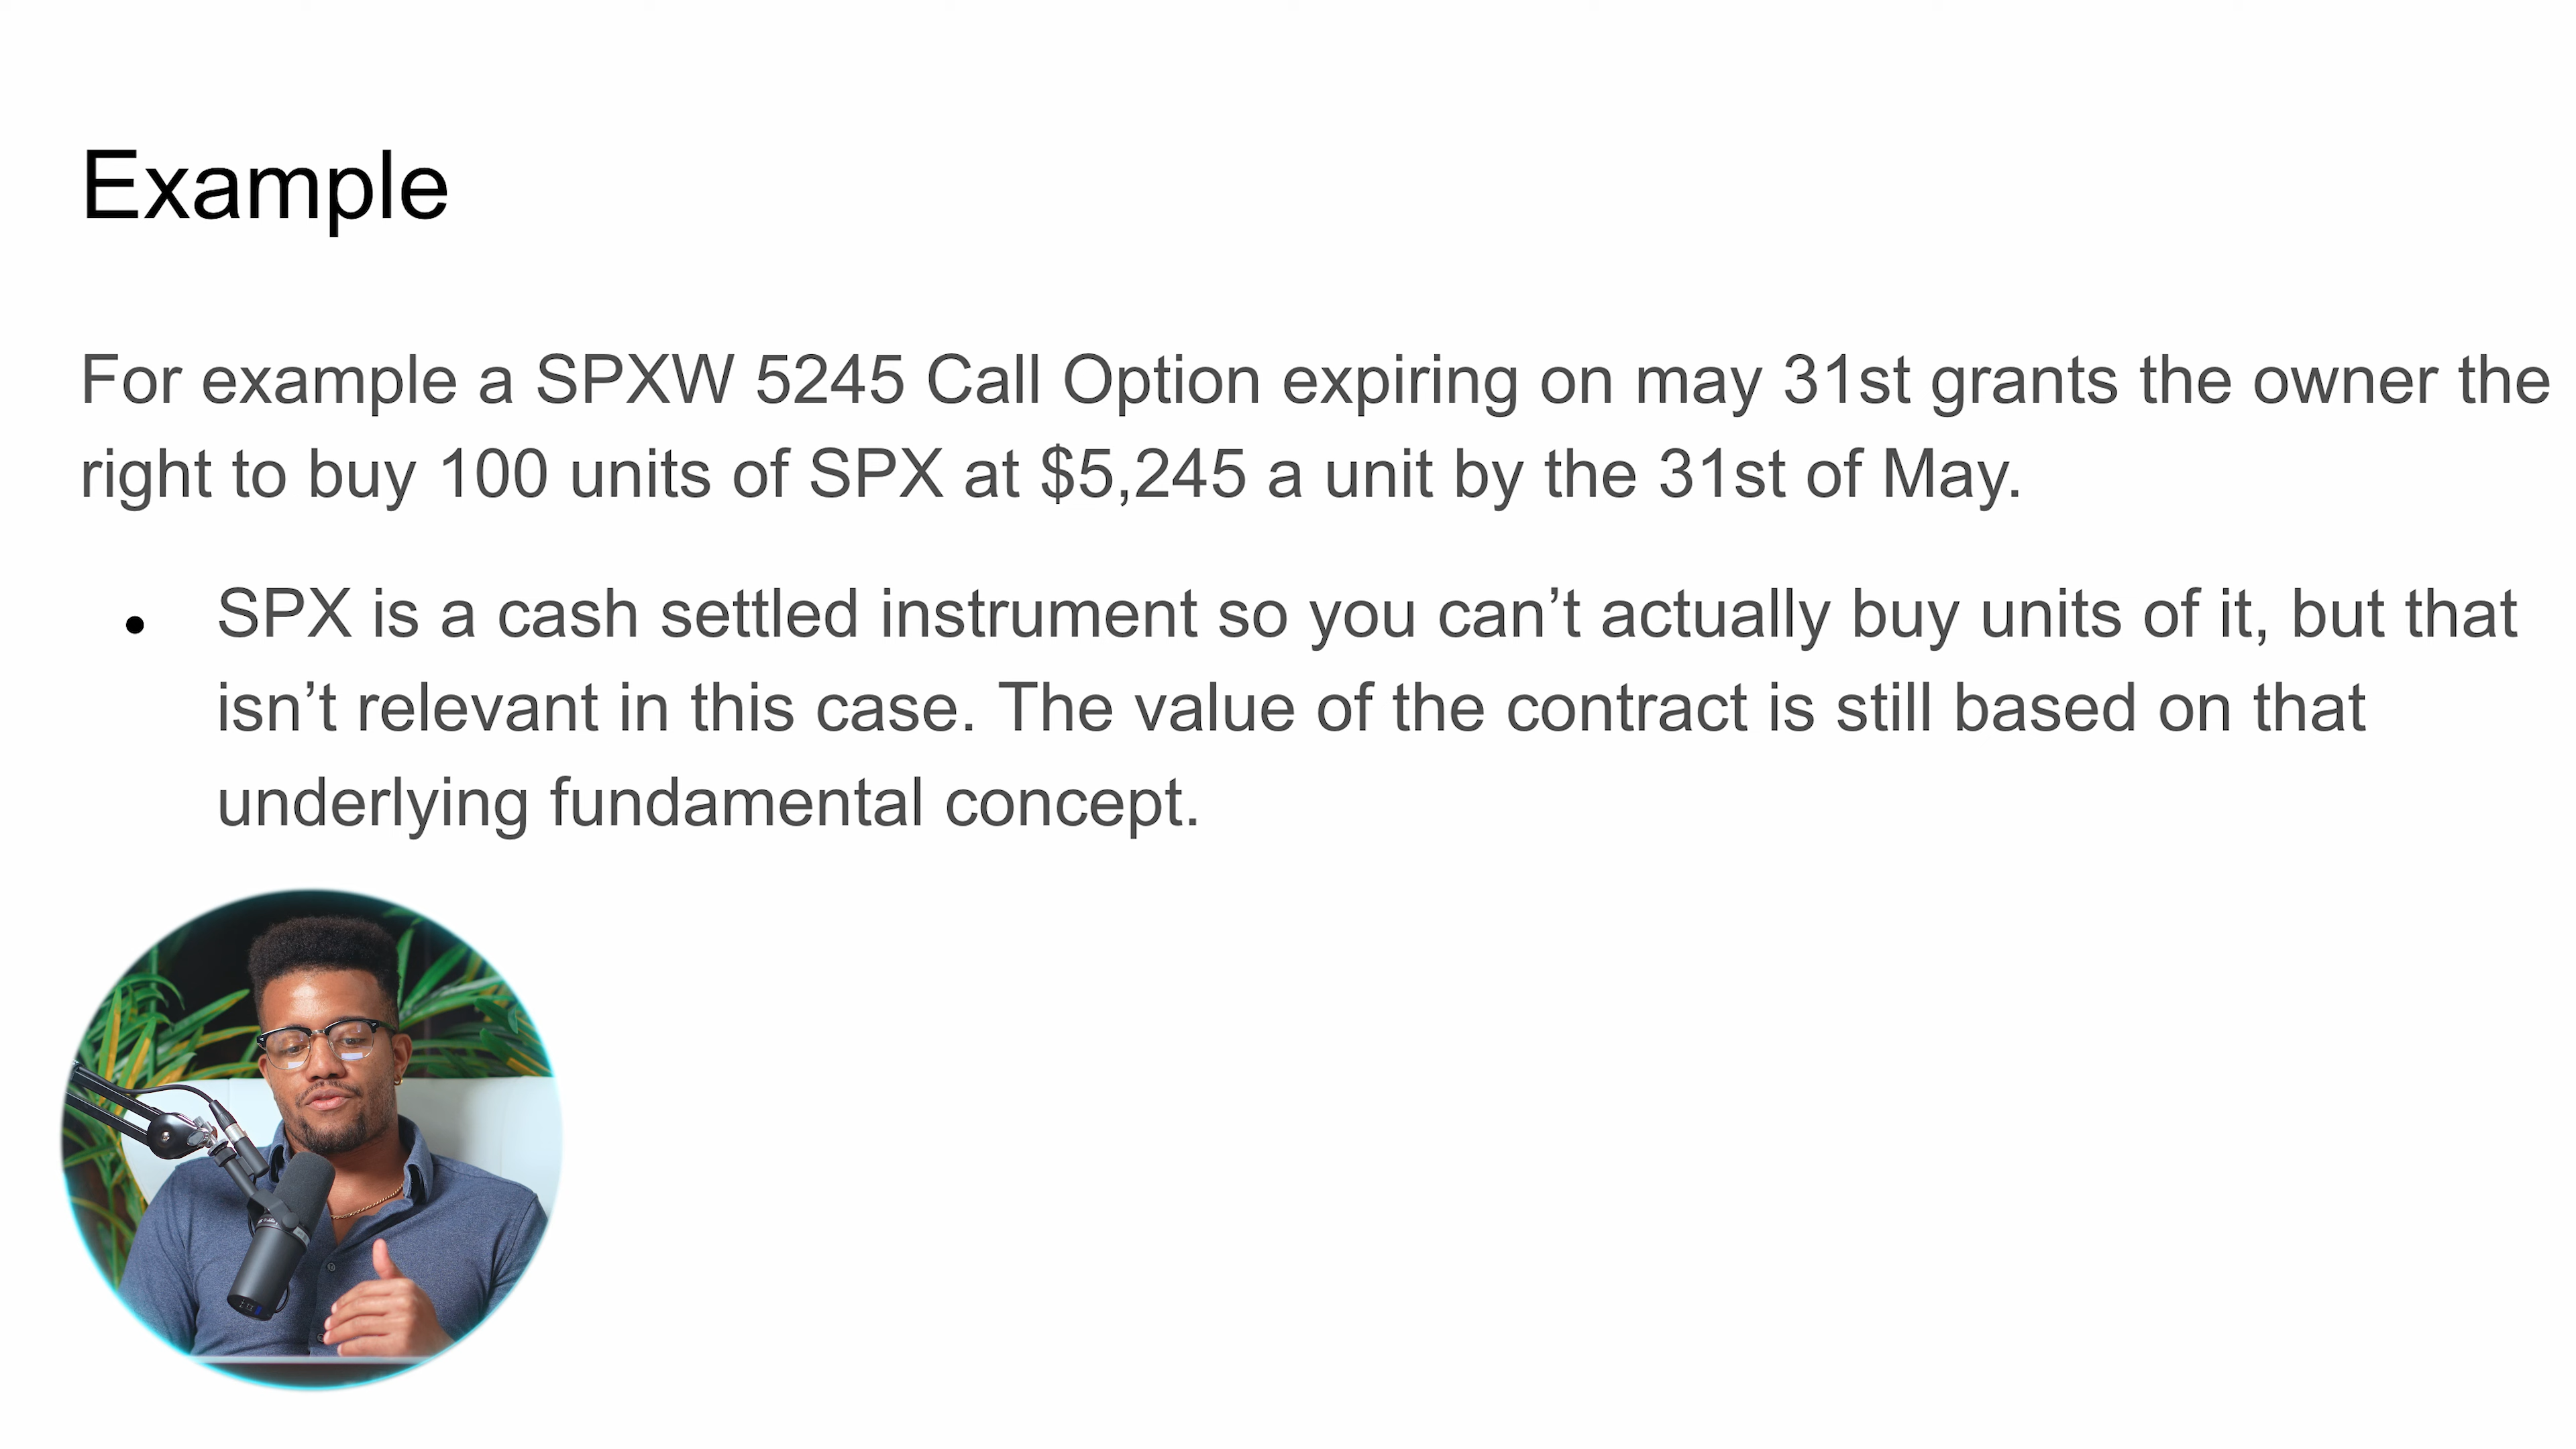 Example
For example a SPXW 5245 Call Option expiring on may 31st grants the owner the
right to buy 100 units of SPX at $5,245 a unit by the 31st of May.
• SPX is a cash settled instrument so you can’t actually buy units of it, but that
isn’t relevant in this case. The value of the contract is still based on that
underlying fundamental concept.